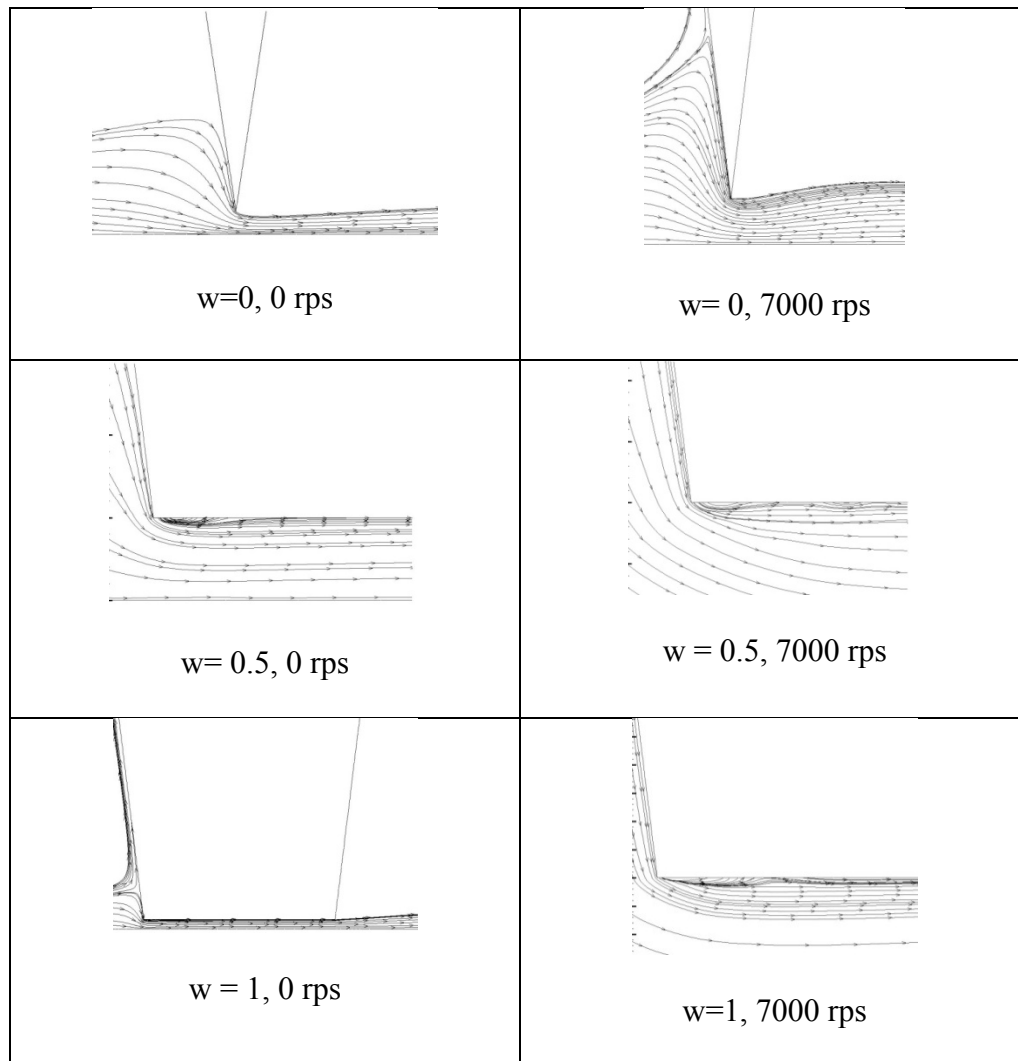 w=0, 0 rps
w= 0, 7000 rps
w= 0.5, 0 rps
w = 0.5, 7000 rps
w = 1, 0 rps
w=1, 7000 rps